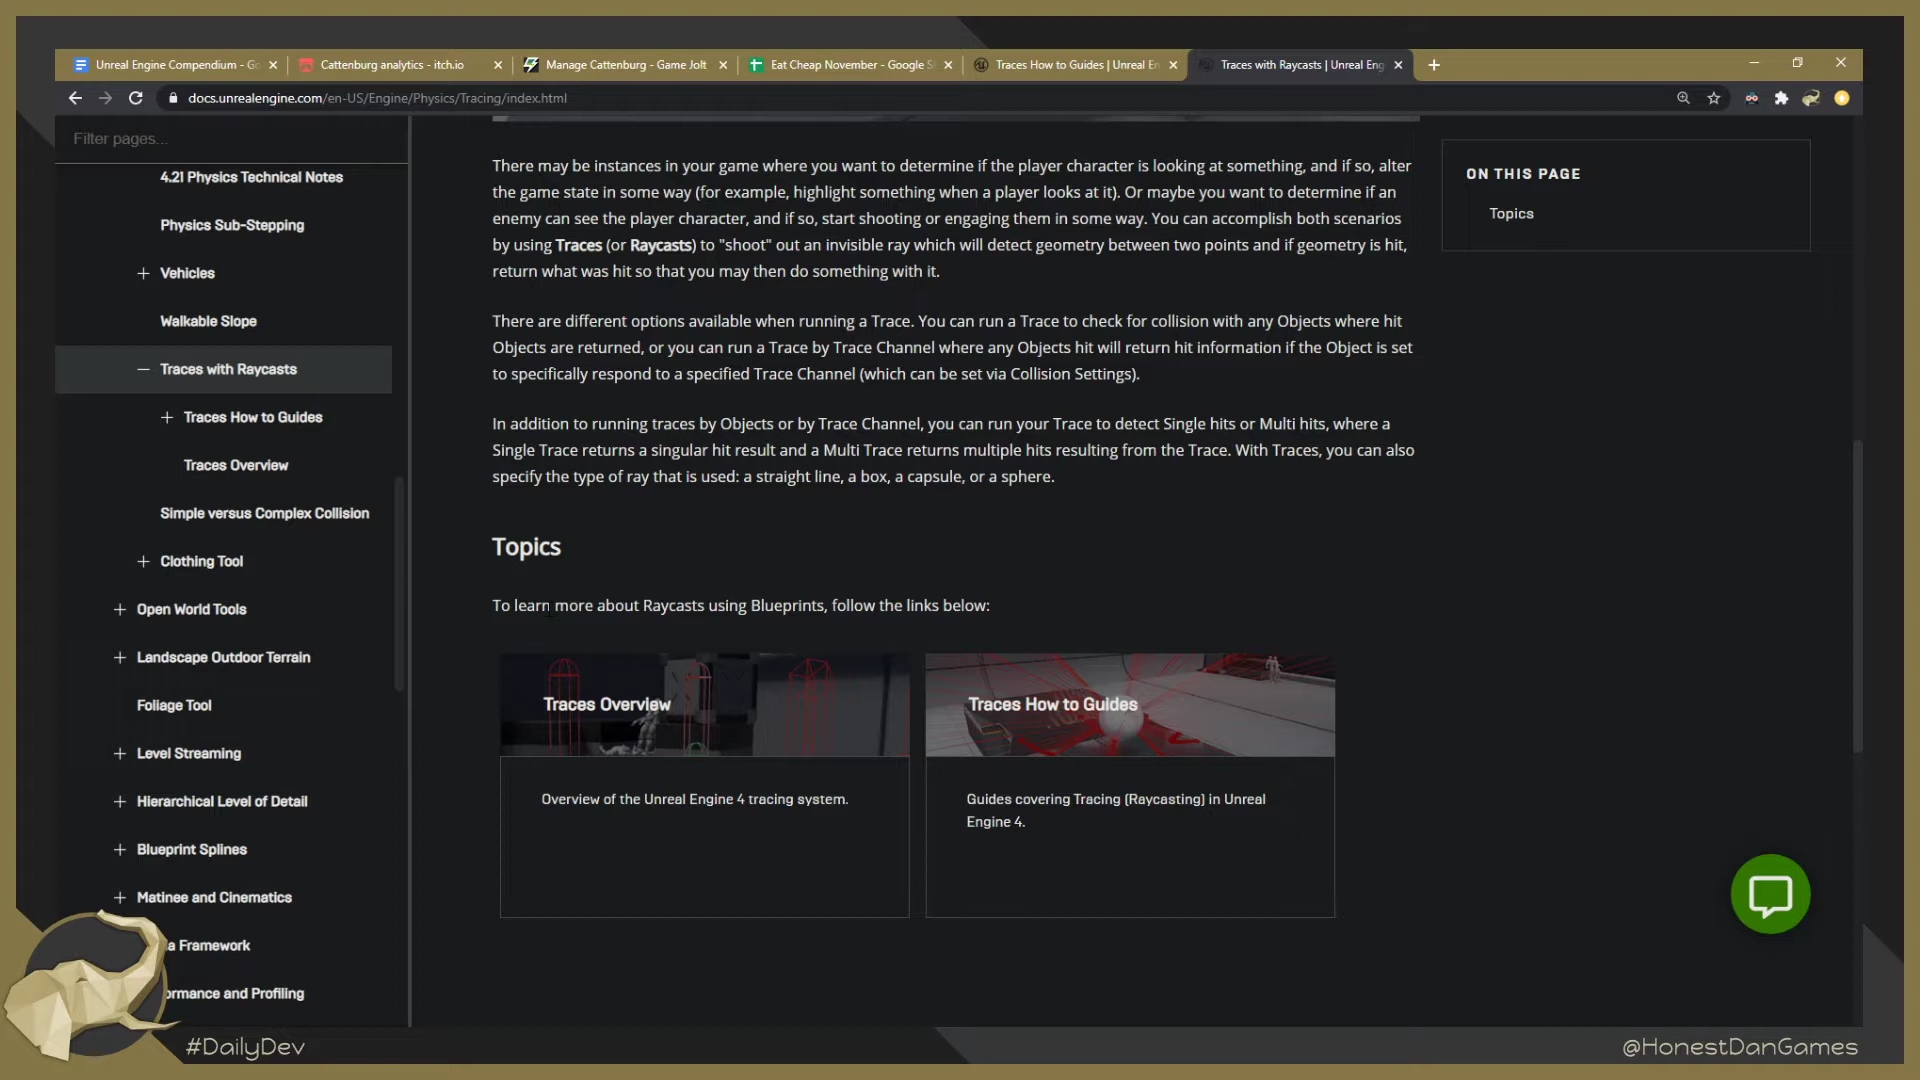 Unreal Engine Compendium - Go
Cattenburg analytics - itch.io
Manage Cattenburg - Game Jolt
Eat Cheap November - Google S
Traces How to Guides | Unreal En
Traces with Raycasts | Unreal Eng
docs.unrealengine.com/en-US/Engine/Physics/Tracing/index.html
Filter pages...
4.21 Physics Technical Notes
Physics Sub-Stepping
Vehicles
Walkable Slope
Traces with Raycasts
Traces How to Guides
Traces Overview
Simple versus Complex Collision
Clothing Tool
Open World Tools
Landscape Outdoor Terrain
Foliage Tool
Level Streaming
Hierarchical Level of Detail
Blueprint Splines
Matinee and Cinematics
a Framework
ormance and Profiling
There may be instances in your game where you want to determine if the player character is looking at something, and if so, alter
the game state in some way (for example, highlight something when a player looks at it). Or maybe you want to determine if an
enemy can see the player character, and if so, start shooting or engaging them in some way. You can accomplish both scenarios
by using Traces (or Raycasts) to "shoot" out an invisible ray which will detect geometry between two points and if geometry is hit,
return what was hit so that you may then do something with it.
There are different options available when running a Trace. You can run a Trace to check for collision with any Objects where hit
Objects are returned, or you can run a Trace by Trace Channel where any Objects hit will return hit information if the Object is set
to specifically respond to a specified Trace Channel (which can be set via Collision Settings).
In addition to running traces by Objects or by Trace Channel, you can run your Trace to detect Single hits or Multi hits, where a
Single Trace returns a singular hit result and a Multi Trace returns multiple hits resulting from the Trace. With Traces, you can also
specify the type of ray that is used: a straight line, a box, a capsule, or a sphere.
Topics
To learn more about Raycasts using Blueprints, follow the links below:
Traces Overview
Overview of the Unreal Engine 4 tracing system.
Traces How to Guides
Guides covering Tracing (Raycasting) in Unreal
Engine 4.
ON THIS PAGE
Topics
#DailyDev
@HonestDanGames